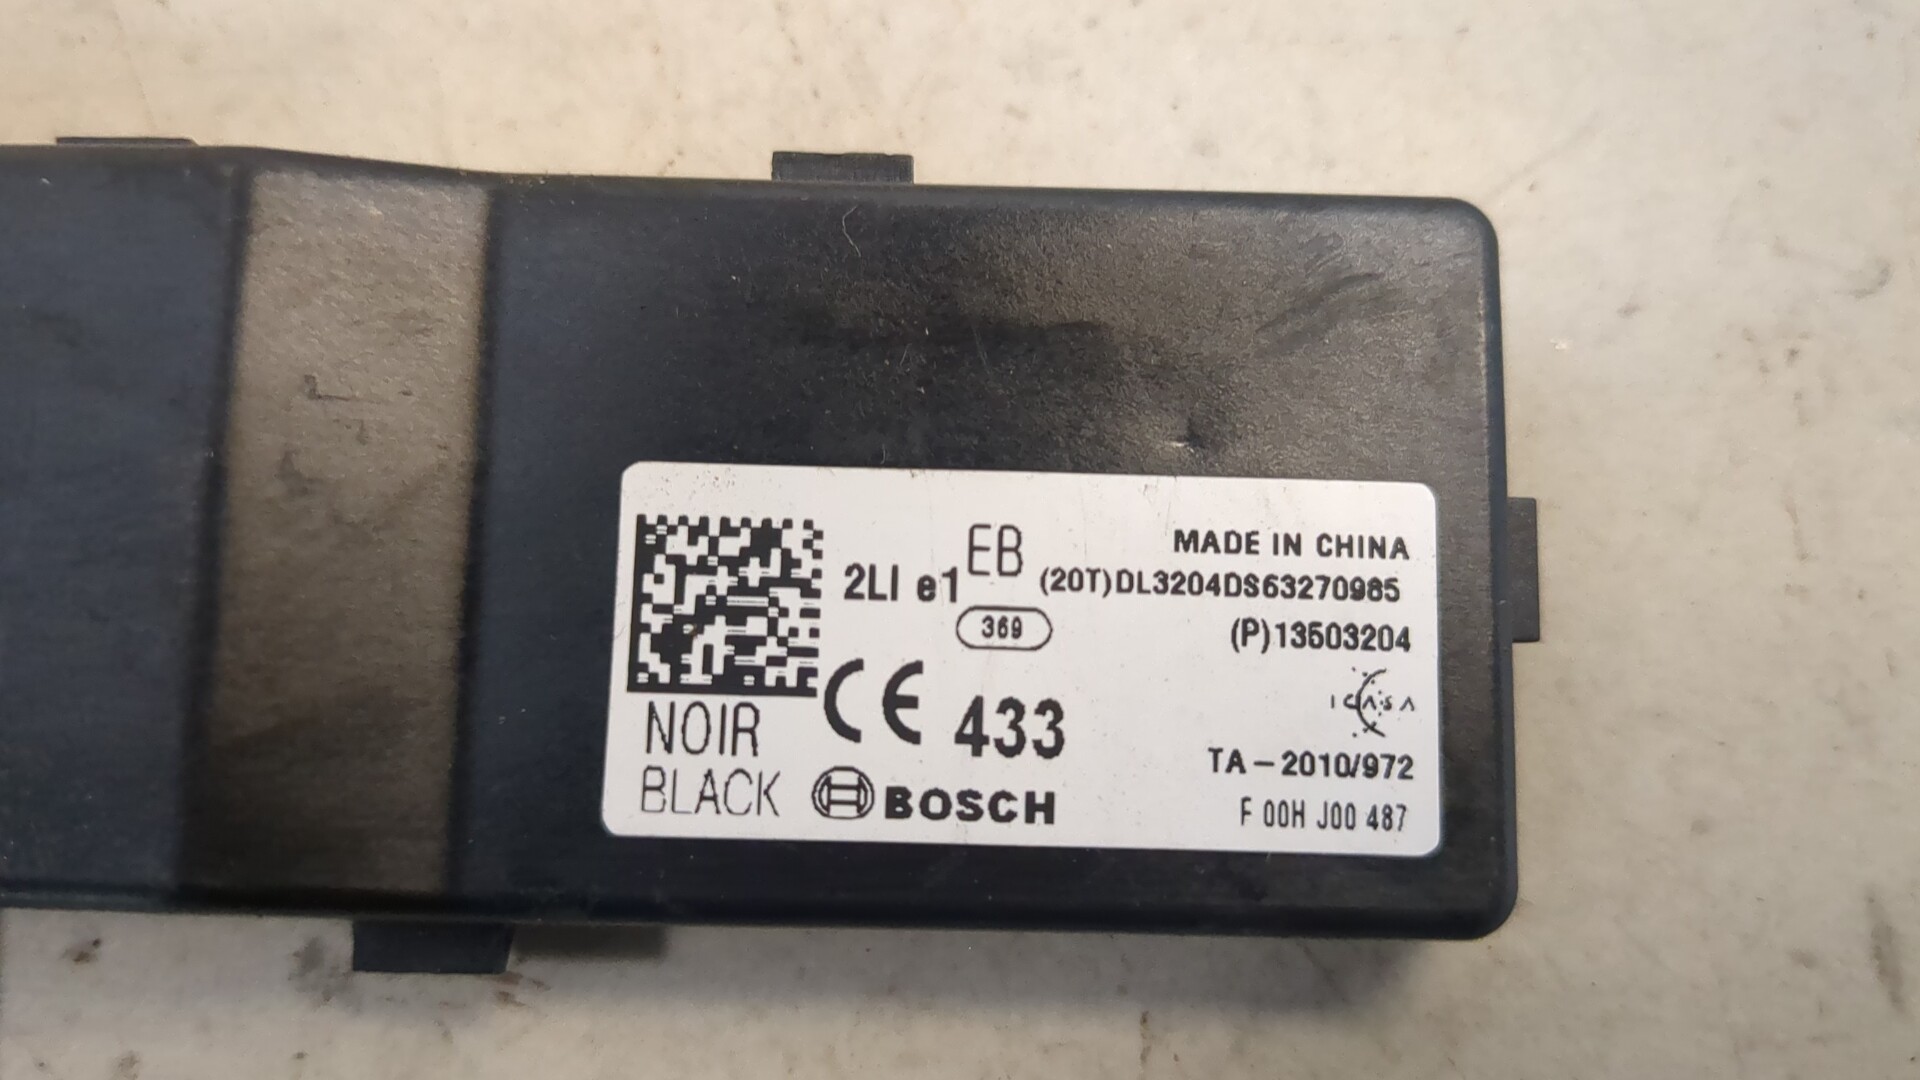 MADE IN CHINA
2LI e1 EB
(20T)DL3204DS63270985
369
(P)13503204
CE 433
ICASA
NOIR
TA-2010/972
BLACK
BOSCH
F 00H J00 487